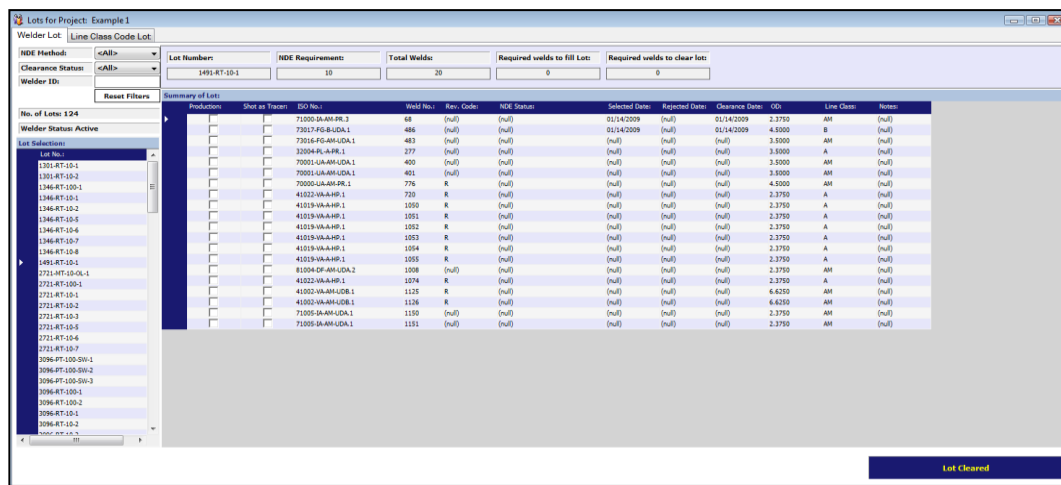 Lots for Project: Example 1
Welder Lot Line Class Code Lot
NDE Method: <All>
Clearance Status: <All>
Welder ID:
Reset Filters
No. of Lots: 124
Welder Status: Active
Lot Selection:
Lot No.:
1301-RT-10-1
1301-RT-10-2
1346-RT-100-1
1346-RT-10-1
1346-RT-10-2
1346-RT-10-5
1346-RT-10-6
1346-RT-10-7
1346-RT-10-8
1491-RT-10-1
2721-MT-10-OL-1
2721-RT-100-1
2721-RT-10-1
2721-RT-10-2
2721-RT-10-3
2721-RT-10-5
2721-RT-10-6
2721-RT-10-7
3096-PT-100-SW-1
3096-PT-100-SW-2
3096-PT-100-SW-3
3096-RT-100-1
3096-RT-100-2
3096-RT-10-1
3096-RT-10-2
3096-RT-10-3
Lot Number: NDE Requirement: Total Welds: Required welds to fill Lot: Required welds to clear lot:
1491-RT-10-1 10 20 0 0
Summary of Lot:
Production: Shot as Tracer: ISO No.: Weld No.: Rev. Code: NDE Status: Selected Date: Rejected Date: Clearance Date: OD: Line Class: Notes:
71000-IA-AM-PR.3 68 (null) (null) 01/14/2009 (null) 01/14/2009 2.3750 AM (null)
73017-FG-B-UDA.1 486 (null) (null) 01/14/2009 (null) 01/14/2009 4.5000 B (null)
73016-FG-AM-UDA.1 483 (null) (null) (null) (null) (null) 3.5000 AM (null)
32004-PL-A-PR.1 277 (null) (null) (null) (null) (null) 3.5000 A (null)
70001-UA-AM-UDA.1 400 (null) (null) (null) (null) (null) 3.5000 AM (null)
70001-UA-AM-UDA.1 401 (null) (null) (null) (null) (null) 3.5000 AM (null)
70000-UA-AM-PR.1 776 R (null) (null) (null) (null) 4.5000 AM (null)
41022-VA-A-HP.1 720 R (null) (null) (null) (null) 2.3750 A (null)
41019-VA-A-HP.1 1050 R (null) (null) (null) (null) 2.3750 A (null)
41019-VA-A-HP.1 1051 R (null) (null) (null) (null) 2.3750 A (null)
41019-VA-A-HP.1 1052 R (null) (null) (null) (null) 2.3750 A (null)
41019-VA-A-HP.1 1053 R (null) (null) (null) (null) 2.3750 A (null)
41019-VA-A-HP.1 1054 R (null) (null) (null) (null) 2.3750 A (null)
41019-VA-A-HP.1 1055 R (null) (null) (null) (null) 2.3750 A (null)
81004-DF-AM-UDA.2 1008 (null) (null) (null) (null) (null) 2.3750 AM (null)
41022-VA-A-HP.1 1074 R (null) (null) (null) (null) 2.3750 A (null)
41002-VA-AM-UDB.1 1125 R (null) (null) (null) (null) 6.6250 AM (null)
41002-VA-AM-UDB.1 1126 R (null) (null) (null) (null) 6.6250 AM (null)
71005-IA-AM-UDA.1 1150 (null) (null) (null) (null) (null) 2.3750 AM (null)
71005-IA-AM-UDA.1 1151 (null) (null) (null) (null) (null) 2.3750 AM (null)
Lot Cleared